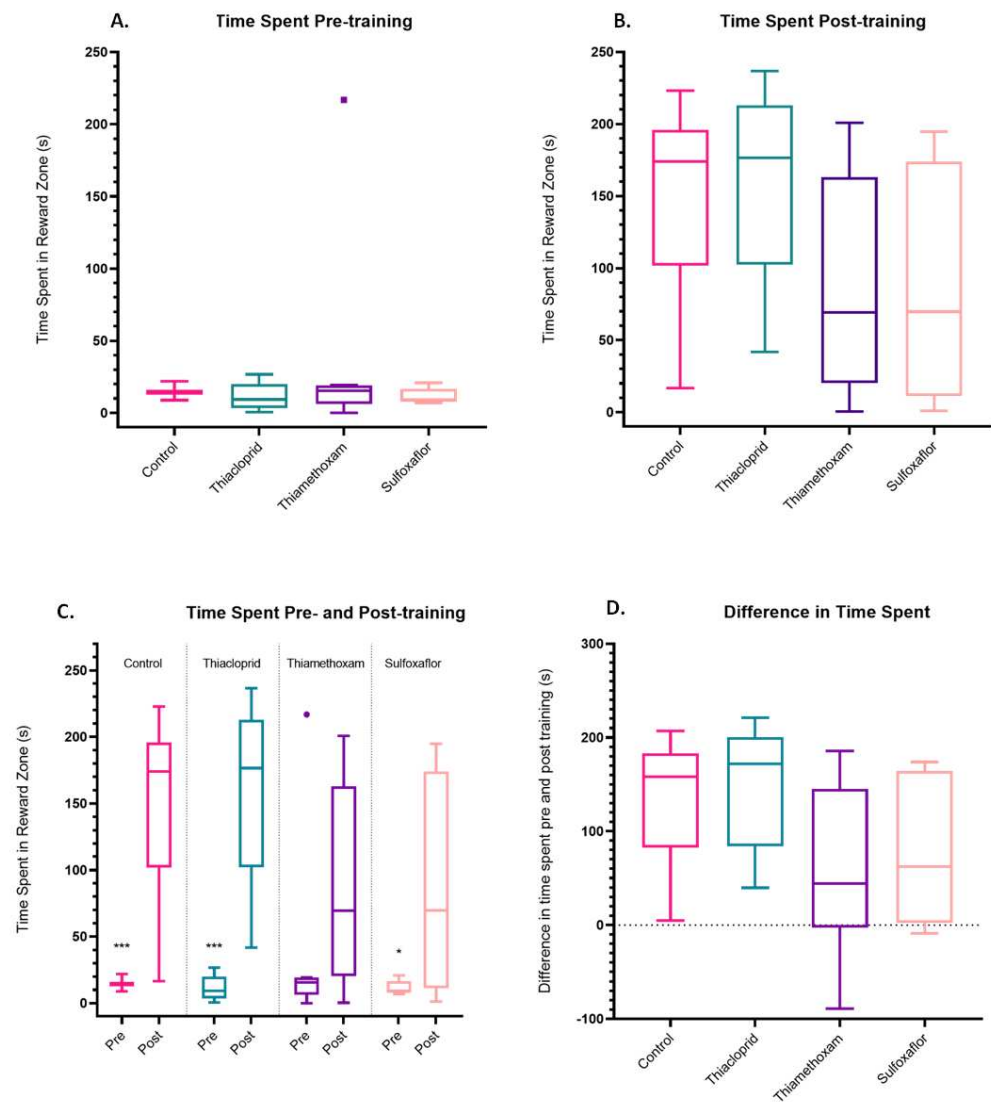 A. Time Spent Pre-training
Time Spent in Reward Zone (s)
250
200
150
100
50
0
Control
Thiacloprid
Thiamethoxam
Sulfoxaflor
B. Time Spent Post-training
Time Spent in Reward Zone (s)
250
200
150
100
50
0
Control
Thiacloprid
Thiamethoxam
Sulfoxaflor
C. Time Spent Pre- and Post-training
Time Spent in Reward Zone (s)
Control Thiacloprid Thiamethoxam Sulfoxaflor
250
200
150
100
50
0
*** *** *
Pre Post Pre Post Pre Post Pre Post
D. Difference in Time Spent
Difference in time spent pre and post training (s)
300
200
100
0
-100
Control
Thiacloprid
Thiamethoxam
Sulfoxaflor